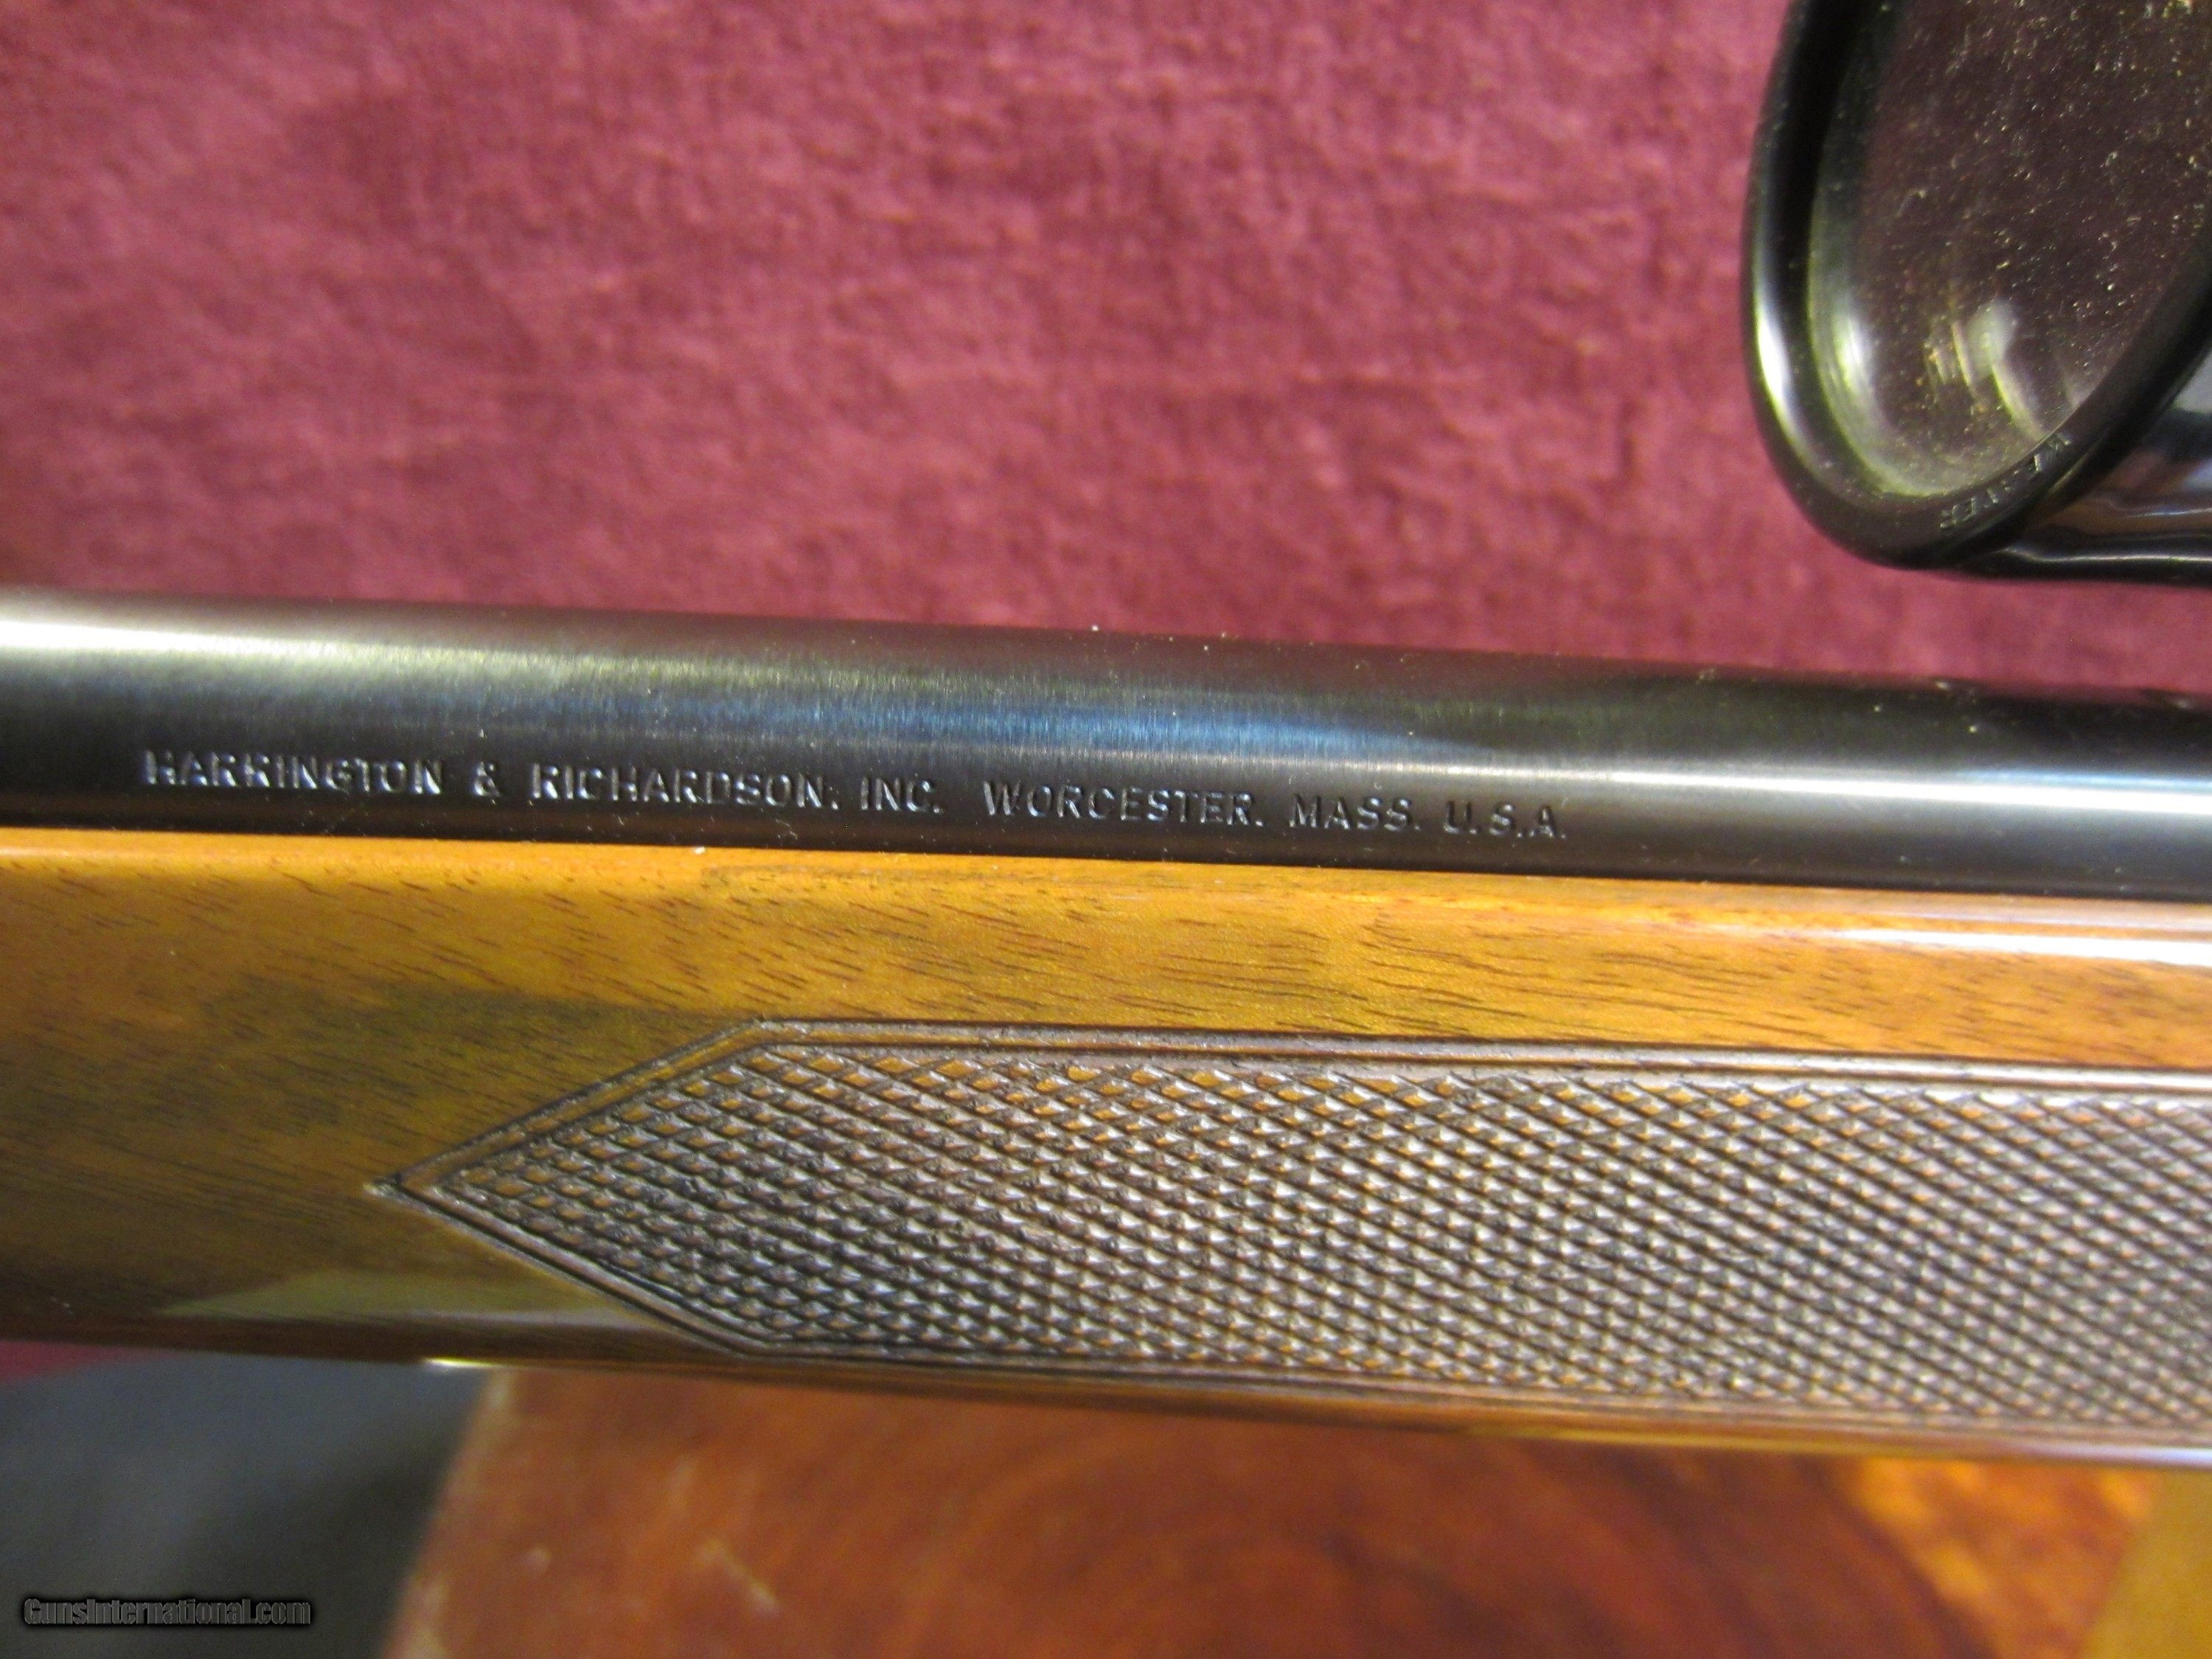 HARRINGTON & RICHARDSON, INC. WORCESTER, MASS. U.S.A.
GunsInternational.com